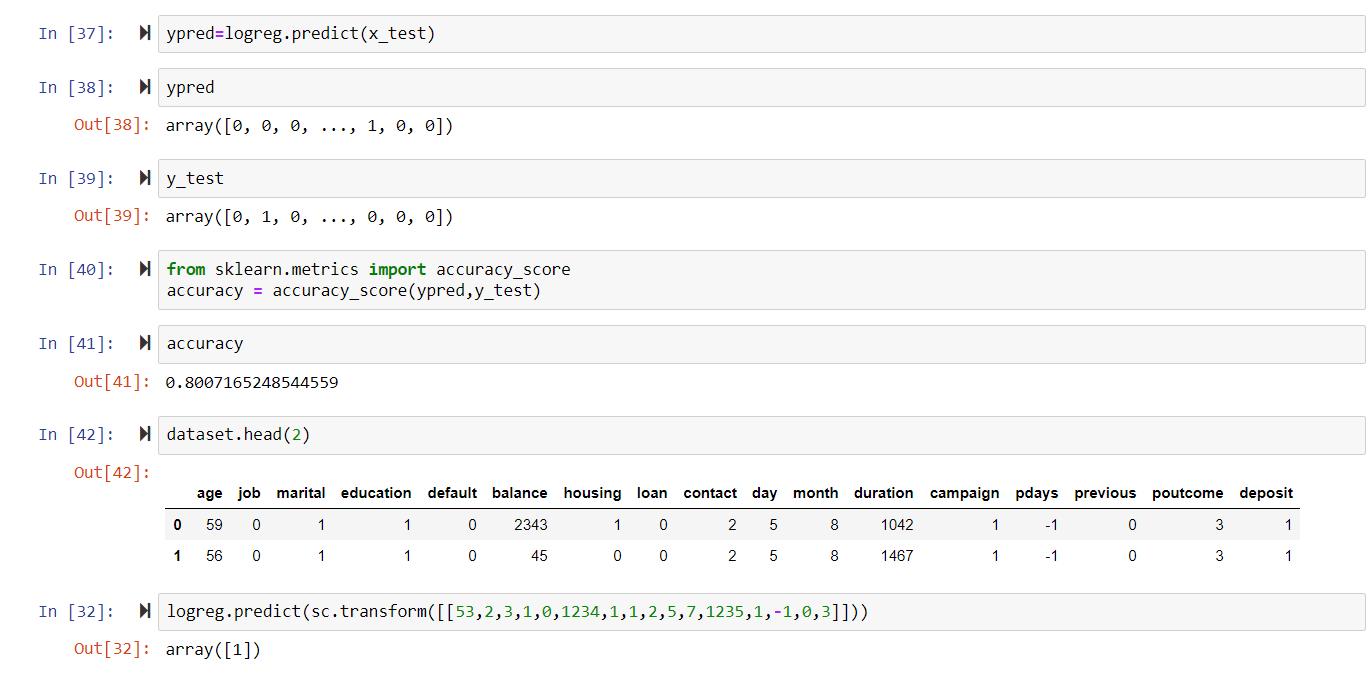 In [37]: ypred=logreg.predict(x_test)
In [38]: ypred
Out[38]: array([0, 0, 0, ..., 1, 0, 0])
In [39]: y_test
Out[39]: array([0, 1, 0, ..., 0, 0, 0])
In [40]: from sklearn.metrics import accuracy_score
accuracy = accuracy_score(ypred,y_test)
In [41]: accuracy
Out[41]: 0.8007165248544559
In [42]: dataset.head(2)
Out[42]:
age job marital education default balance housing loan contact day month duration campaign pdays previous poutcome deposit
0 59 0 1 1 0 2343 1 0 2 5 8 1042 1 -1 0 3 1
1 56 0 1 1 0 45 0 0 2 5 8 1467 1 -1 0 3 1
In [32]: logreg.predict(sc.transform([[53,2,3,1,0,1234,1,1,2,5,7,1235,1,-1,0,3]]))
Out[32]: array([1])